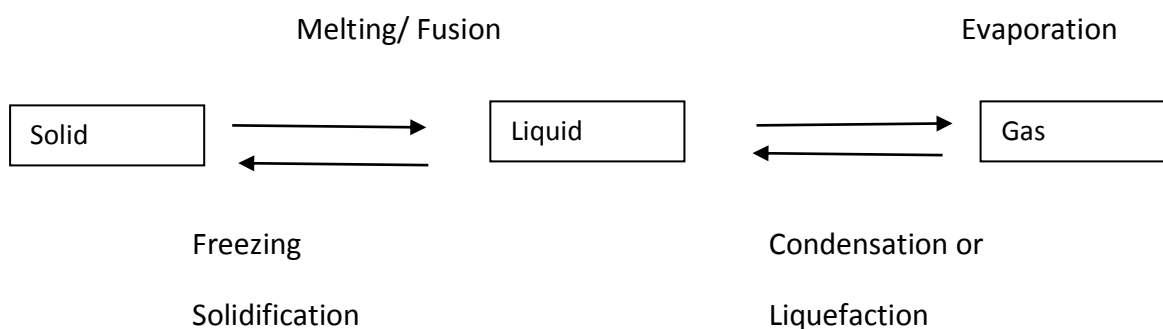 Melting/ Fusion Evaporation
Solid Liquid Gas
Freezing Condensation or
Solidification Liquefaction